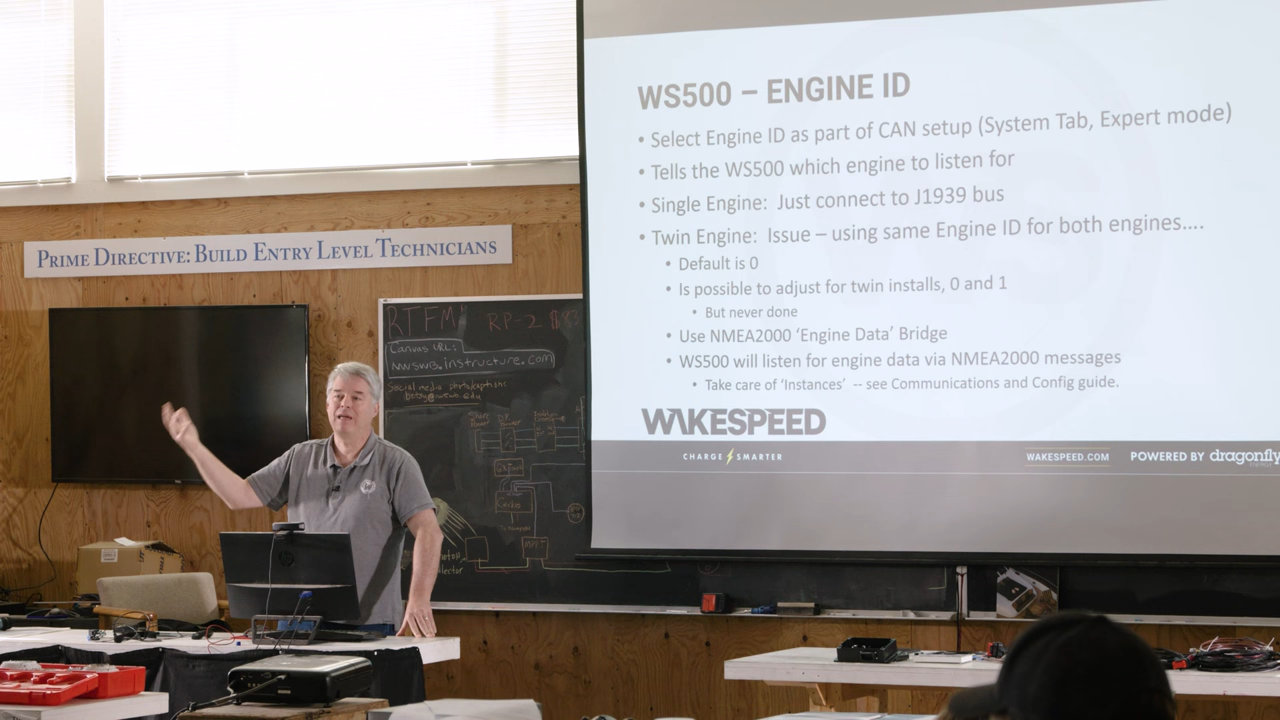 WS500 – ENGINE ID
• Select Engine ID as part of CAN setup (System Tab, Expert mode)
• Tells the WS500 which engine to listen for
• Single Engine: Just connect to J1939 bus
• Twin Engine: Issue – using same Engine ID for both engines....
• Default is 0
• Is possible to adjust for twin installs, 0 and 1
• But never done
• Use NMEA2000 ‘Engine Data’ Bridge
• WS500 will listen for engine data via NMEA2000 messages
• Take care of ‘Instances’ -- see Communications and Config guide.
WAKESPEED
CHARGE SMARTER
WAKESPEED.COM
POWERED BY dragonfly
PRIME DIRECTIVE: BUILD ENTRY LEVEL TECHNICIANS
RTFM RP-2
Canvas URL:
nwswb.instructure.com
Social media photo/captions
hp